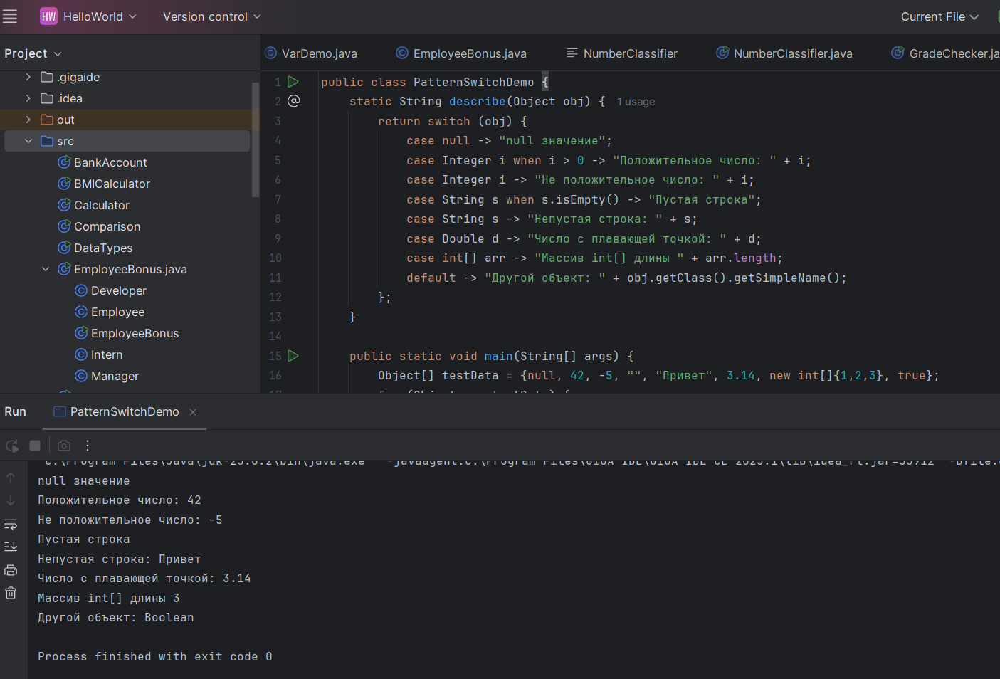 HW HelloWorld Version control Current File
Project
VarDemo.java EmployeeBonus.java NumberClassifier NumberClassifier.java GradeChecker.ja
.gigaide
.idea
out
src
BankAccount
BMICalculator
Calculator
Comparison
DataTypes
EmployeeBonus.java
Developer
Employee
EmployeeBonus
Intern
Manager
1 public class PatternSwitchDemo {
2 static String describe(Object obj) { 1 usage
3 return switch (obj) {
4 case null -> "null значение";
5 case Integer i when i > 0 -> "Положительное число: " + i;
6 case Integer i -> "Не положительное число: " + i;
7 case String s when s.isEmpty() -> "Пустая строка";
8 case String s -> "Непустая строка: " + s;
9 case Double d -> "Число с плавающей точкой: " + d;
10 case int[] arr -> "Массив int[] длины " + arr.length;
11 default -> "Другой объект: " + obj.getClass().getSimpleName();
12 };
13 }
14
15 public static void main(String[] args) {
16 Object[] testData = {null, 42, -5, "", "Привет", 3.14, new int[]{1,2,3}, true};
Run PatternSwitchDemo
null значение
Положительное число: 42
Не положительное число: -5
Пустая строка
Непустая строка: Привет
Число с плавающей точкой: 3.14
Массив int[] длины 3
Другой объект: Boolean
Process finished with exit code 0